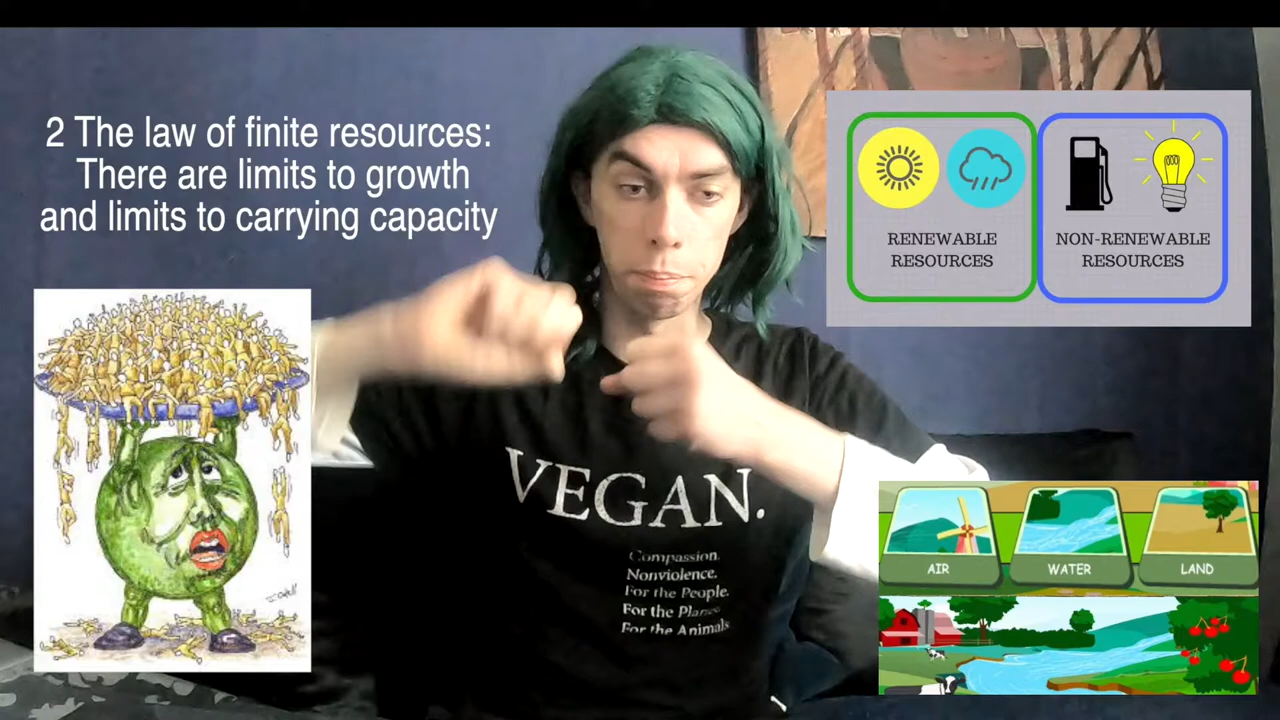 2 The law of finite resources:
There are limits to growth
and limits to carrying capacity
RENEWABLE
RESOURCES
NON-RENEWABLE
RESOURCES
VEGAN.
Compassion.
Nonviolence.
For the People.
For the Planet.
For the Animals
AIR
WATER
LAND